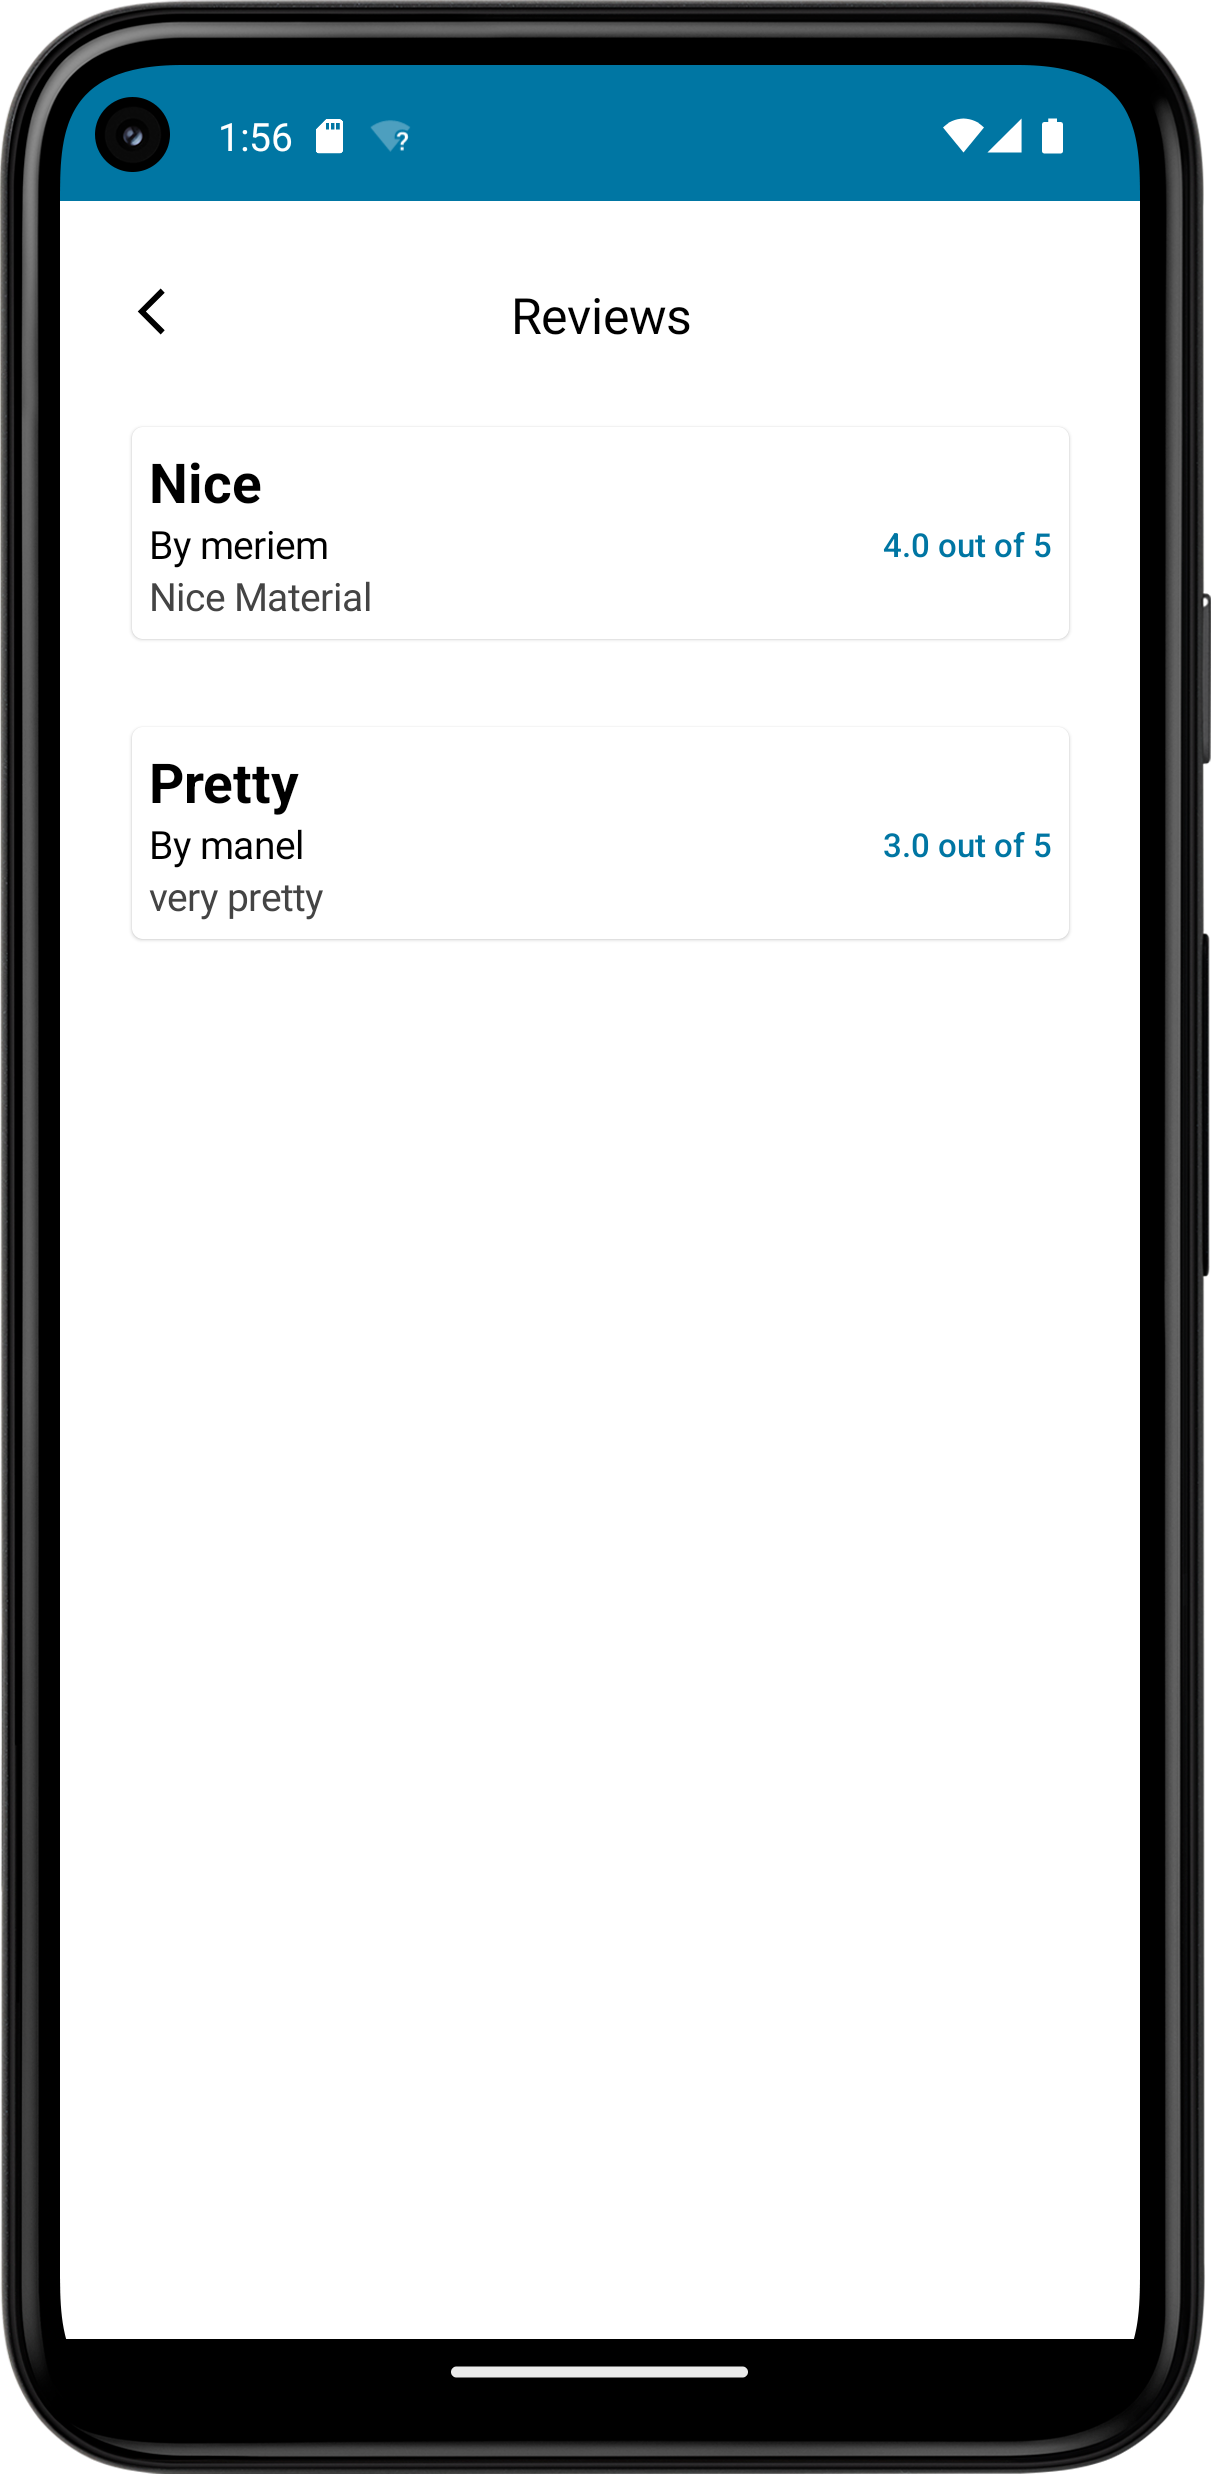 1:56
Reviews
Nice
By meriem
4.0 out of 5
Nice Material
Pretty
By manel
3.0 out of 5
very pretty